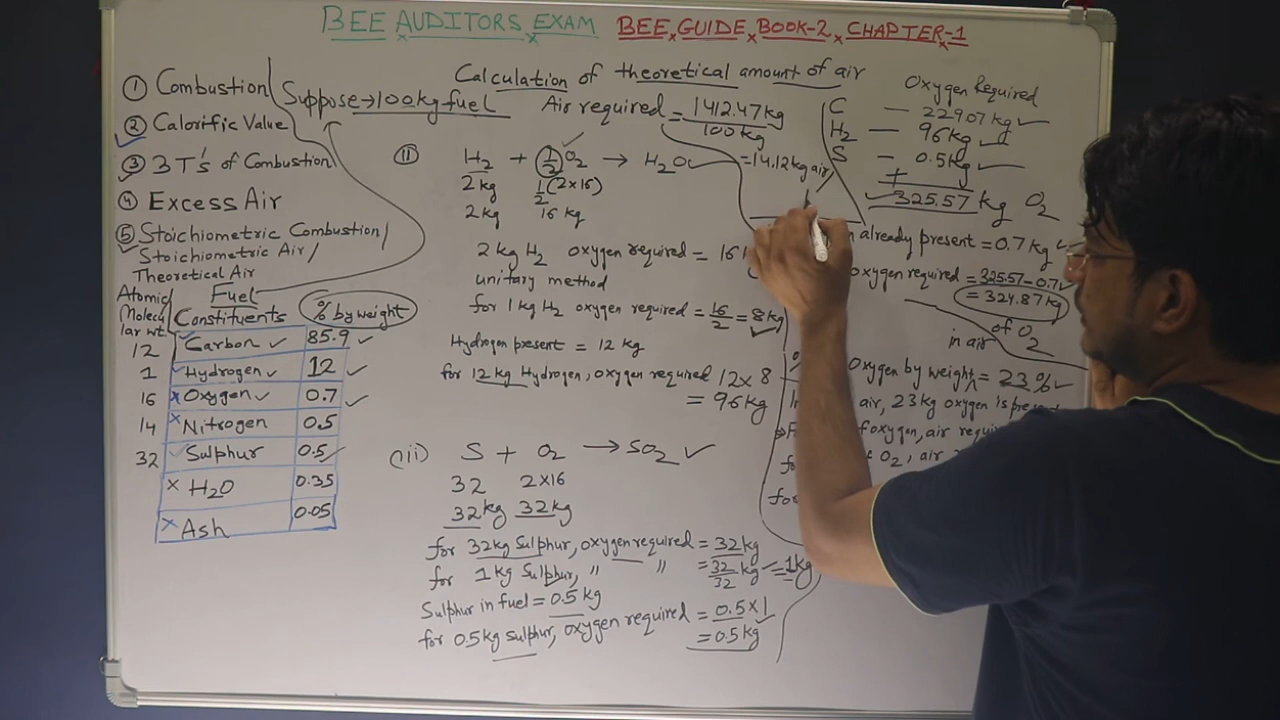 BEE AUDITORS EXAM BEE GUIDE BOOK-2 CHAPTER-1
① Combustion
② Calorific Value
③ 3 T's of Combustion
④ Excess Air
⑤ Stoichiometric Combustion/
Stoichiometric Air/
Theoretical Air
Atomic/
Molecu
lar wt.
Fuel
Constituents % by weight
12 Carbon 85.9
1 Hydrogen 12
16 Oxygen 0.7
14 Nitrogen 0.5
32 Sulphur 0.5
H₂O 0.35
Ash 0.05
Calculation of theoretical amount of air
Suppose → 100kg fuel
Air required = 1412.47 kg
100 kg
= 14.12 kg air
(ii) H₂ + ½ O₂ → H₂O
2 kg ½(2×16)
2 kg 16 kg
2 kg H₂ oxygen required = 16
unitary method
for 1 kg H₂ oxygen required = 16/2 = 8 kg
Hydrogen present = 12 kg
for 12 kg Hydrogen, oxygen required 12 × 8
= 96 kg
(iii) S + O₂ → SO₂
32 2×16
32 kg 32 kg
for 32 kg Sulphur, oxygen required = 32 kg
for 1 kg Sulphur, " " = 32/32 kg = 1 kg
Sulphur in fuel = 0.5 kg
for 0.5 kg sulphur, oxygen required = 0.5 × 1
= 0.5 kg
Oxygen Required
C — 22907 kg
H₂ — 96 kg
S — 0.5 kg
+
325.57 kg O₂
already present = 0.7 kg
oxygen required = 325.57 - 0.7
= 324.87 kg
of O₂
in air
Oxygen by weight = 23%
air, 23 kg oxygen is
of oxygen, air
of O₂, air
for